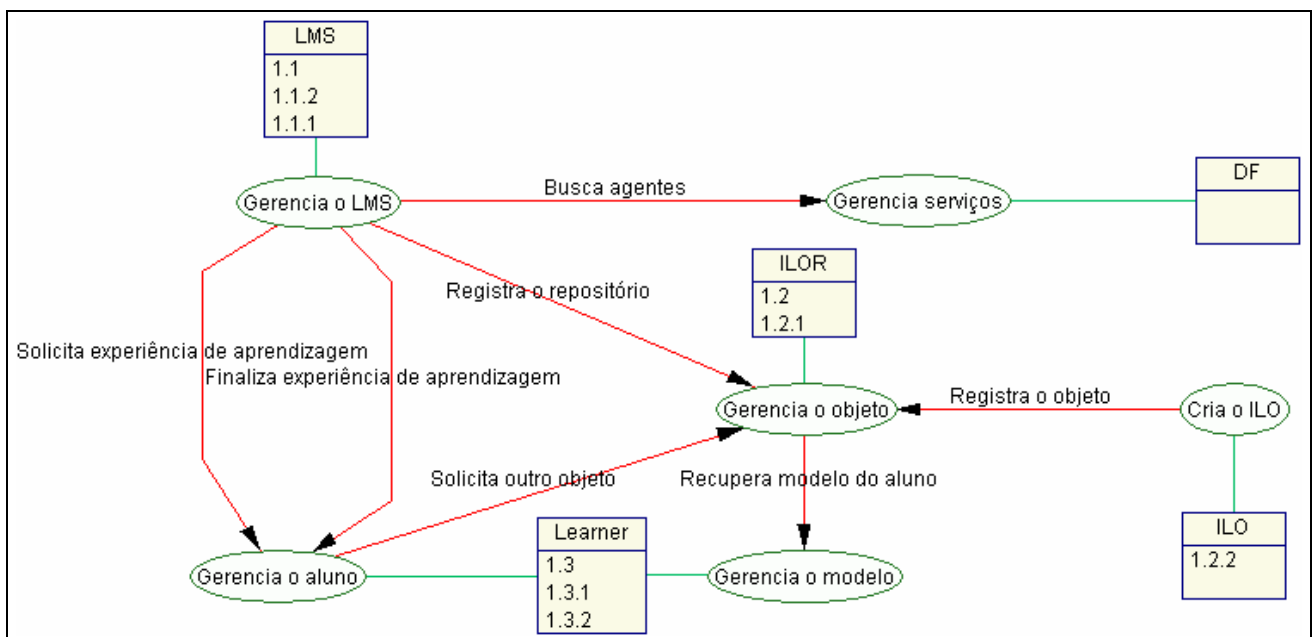 LMS
1.1
1.1.2
1.1.1
Gerencia o LMS
Busca agentes
Gerencia serviços
DF
ILOR
1.2
1.2.1
Registra o repositório
Solicita experiência de aprendizagem
Finaliza experiência de aprendizagem
Gerencia o objeto
Registra o objeto
Cria o ILO
Solicita outro objeto
Recupera modelo do aluno
Learner
1.3
1.3.1
1.3.2
ILO
1.2.2
Gerencia o aluno
Gerencia o modelo